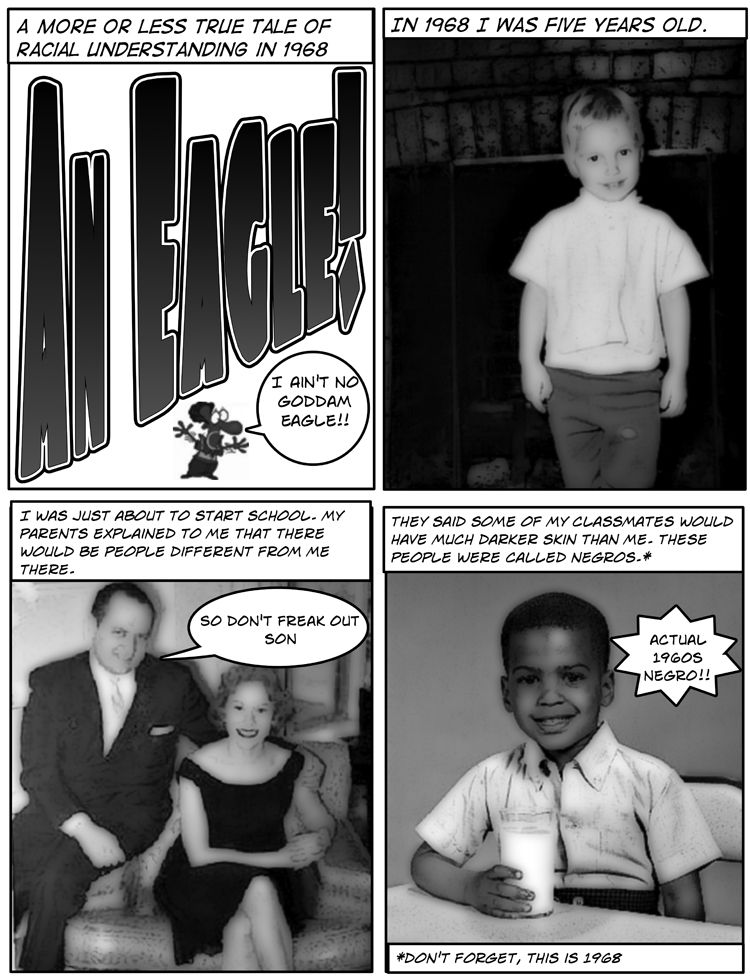 A MORE OR LESS TRUE TALE OF
RACIAL UNDERSTANDING IN 1968
AN EAGLE!
I AIN'T NO
GODDAM
EAGLE!!
IN 1968 I WAS FIVE YEARS OLD.
I WAS JUST ABOUT TO START SCHOOL. MY
PARENTS EXPLAINED TO ME THAT THERE
WOULD BE PEOPLE DIFFERENT FROM ME
THERE.
SO DON'T FREAK OUT
SON
THEY SAID SOME OF MY CLASSMATES WOULD
HAVE MUCH DARKER SKIN THAN ME. THESE
PEOPLE WERE CALLED NEGROS.*
ACTUAL
1960S
NEGRO!!
*DON'T FORGET, THIS IS 1968